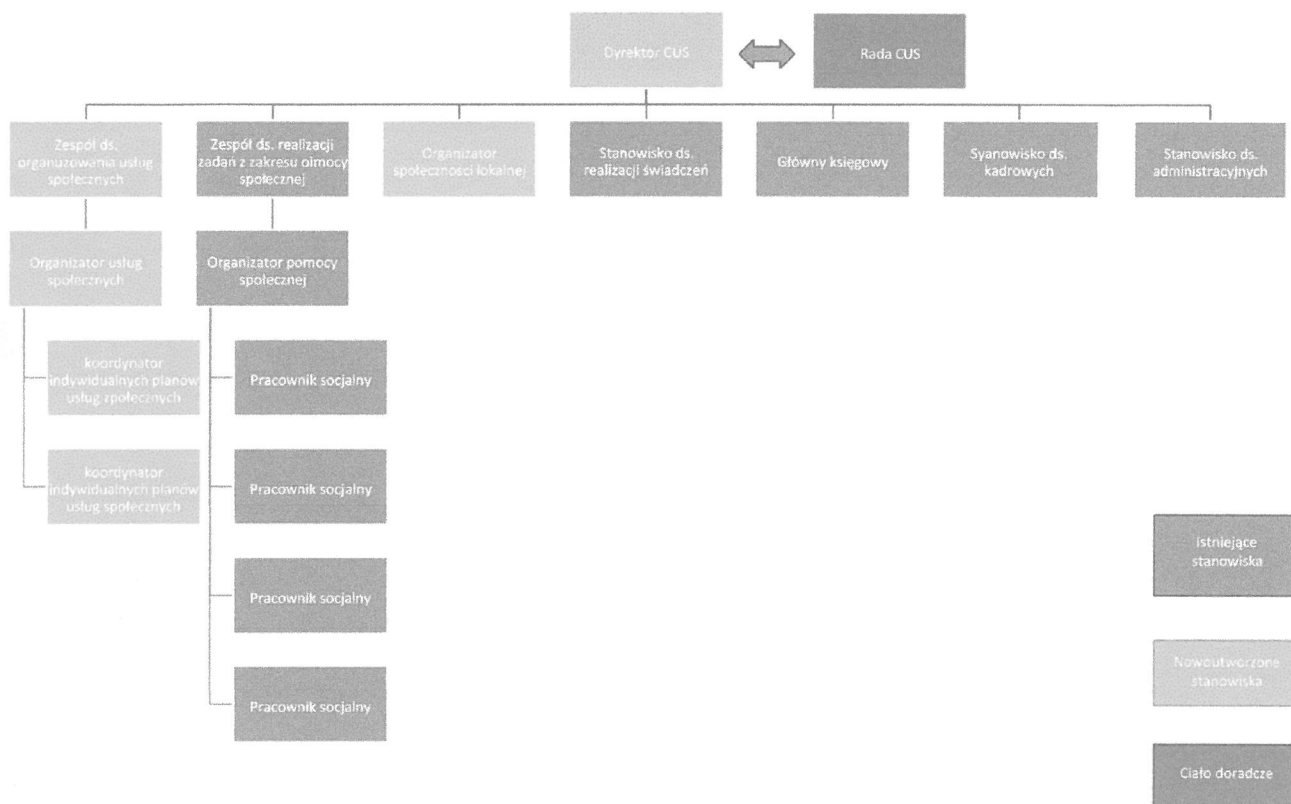 Dyrektor CUS
Rada CUS
Zespół ds.
organuzowania usług
społecznych
Zespół ds. realizacji
zadań z zakresu oimocy
społecznej
Organizator
społeczności lokalnej
Stanowisko ds.
realizacji świadczeń
Główny księgowy
Syanowisko ds.
kadrowych
Stanowisko ds.
administracyjnych
Organizator usług
społecznych
Organizator pomocy
społecznej
koordynator
indywidualnych planów
usług zpołecznych
Pracownik socjalny
koordynator
indywidualnych planów
usług społecznych
Pracownik socjalny
Pracownik socjalny
Pracownik socjalny
istniejące
stanowiska
Nowoutworzone
stanowiska
Ciało doradcze